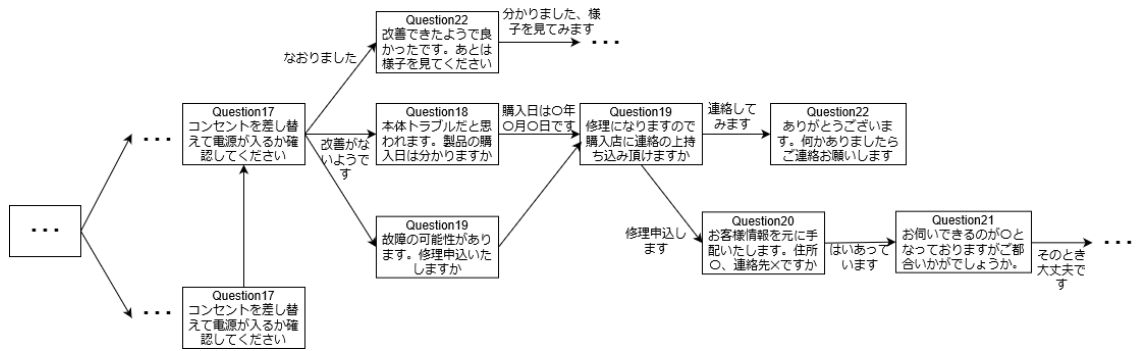 Question22
改善できたようで良
かったです。あとは
様子を見てください
分かりました、様
子を見てみます
...
なおりました
...
Question17
コンセントを差し替
えて電源が入るか確
認してください
改善がな
いようで
す
Question18
本体トラブルだと思
われます。製品の購
入日は分かりますか
購入日は〇年
〇月〇日です
Question19
修理になりますので
購入店に連絡の上持
ち込み頂けますか
連絡して
みます
Question22
ありがとうございま
す。何かありましたら
ご連絡お願いします
...
Question19
故障の可能性があり
ます。修理申込いた
しますか
修理申込し
ます
Question20
お客様情報を元に手
配いたします。住所
〇、連絡先×ですか
はいあって
います
Question21
お伺いできるのが〇と
なっておりますがご都
合いかがでしょうか。
そのとき
大丈夫で
す
...
...
Question17
コンセントを差し替
えて電源が入るか確
認してください